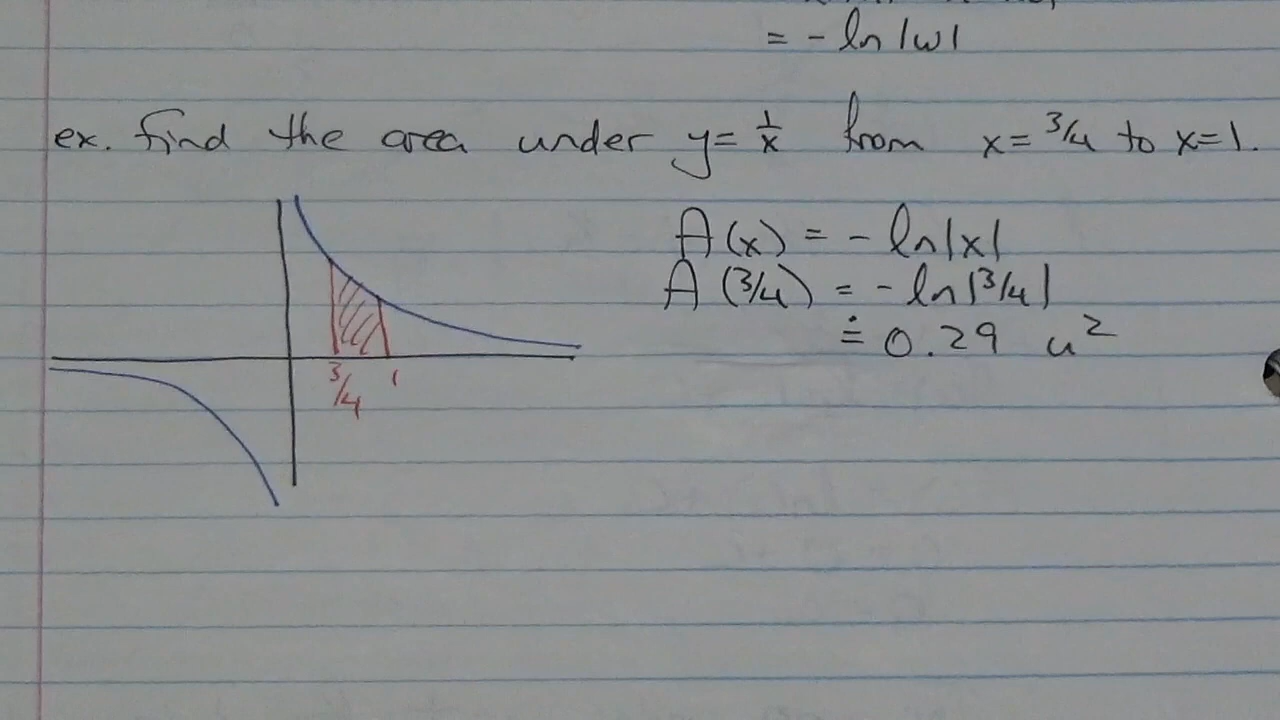 = - ln |w|
ex. find the area under y = 1/x from x = 3/4 to x = 1.
A(x) = - ln|x|
A(3/4) = - ln|3/4|
≐ 0.29 u²
3/4 1